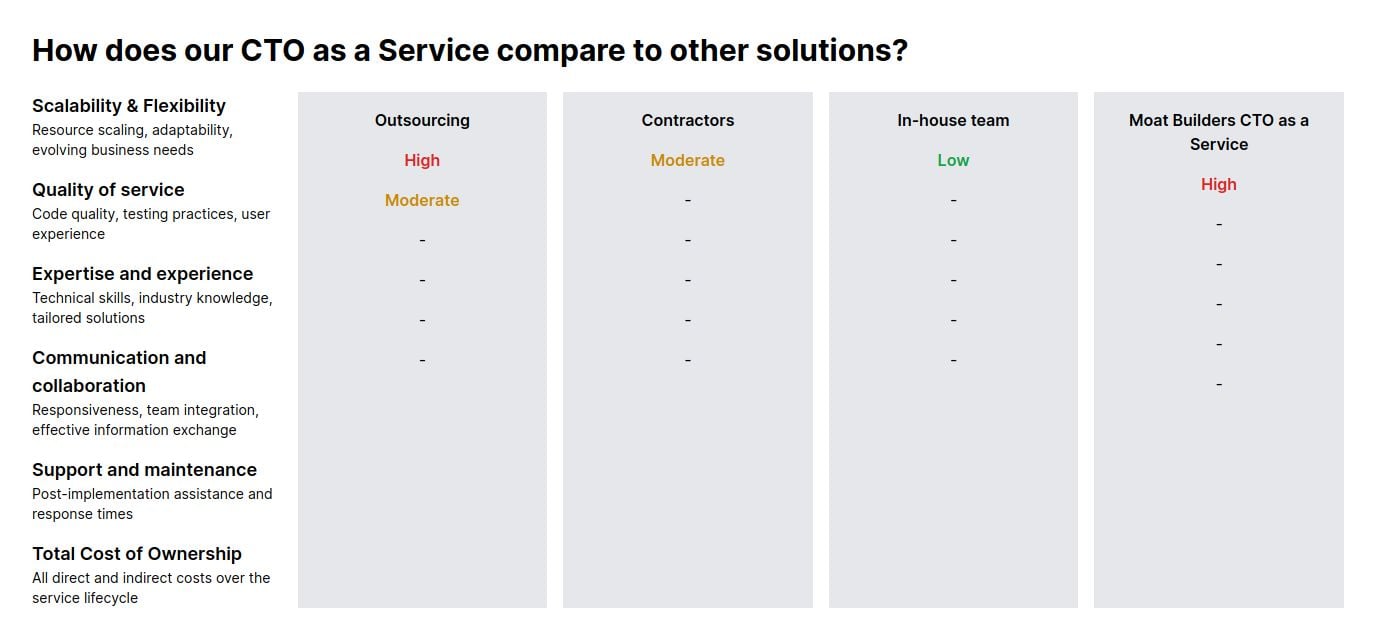 How does our CTO as a Service compare to other solutions?
Scalability & Flexibility
Resource scaling, adaptability,
evolving business needs
Quality of service
Code quality, testing practices, user
experience
Expertise and experience
Technical skills, industry knowledge,
tailored solutions
Communication and
collaboration
Responsiveness, team integration,
effective information exchange
Support and maintenance
Post-implementation assistance and
response times
Total Cost of Ownership
All direct and indirect costs over the
service lifecycle
Outsourcing
High
Moderate
-
-
-
-
Contractors
Moderate
-
-
-
-
-
In-house team
Low
-
-
-
-
-
Moat Builders CTO as a
Service
High
-
-
-
-
-